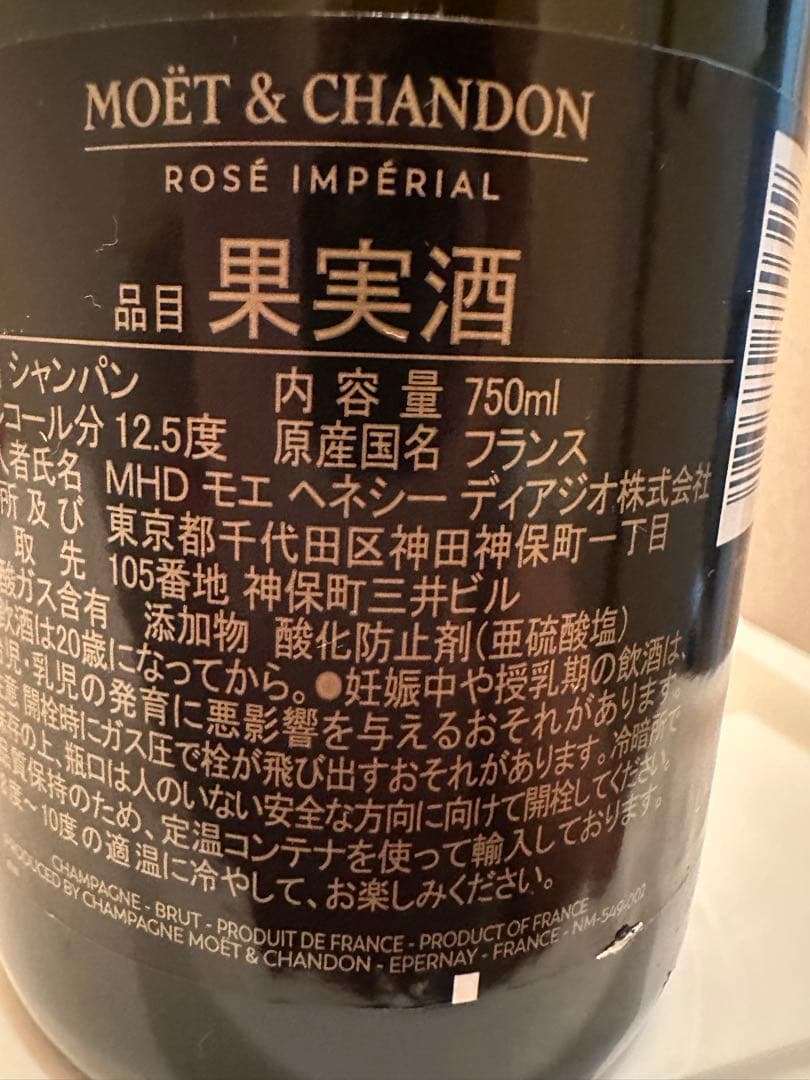 MOËT & CHANDON
ROSÉ IMPÉRIAL
品目 果実酒
シャンパン 内容量 750ml
コール分 12.5度 原産国名 フランス
者氏名 MHD モエ ヘネシー ディアジオ株式会社
所及び 東京都千代田区神田神保町一丁目
取先 105番地 神保町三井ビル
酸ガス含有 添加物 酸化防止剤(亜硫酸塩)
飲酒は20歳になってから。●妊娠中や授乳期の飲酒は、
児・乳児の発育に悪影響を与えるおそれがあります。
開栓時にガス圧で栓が飛び出すおそれがあります。冷暗所で
存の上、瓶口は人のいない安全な方向に向けて開栓してください。
質保持のため、定温コンテナを使って輸入しております。
度~10度の適温に冷やして、お楽しみください。
CHAMPAGNE - BRUT - PRODUIT DE FRANCE - PRODUCT OF FRANCE
PRODUCED BY CHAMPAGNE MOËT & CHANDON - EPERNAY - FRANCE - NM-549-002